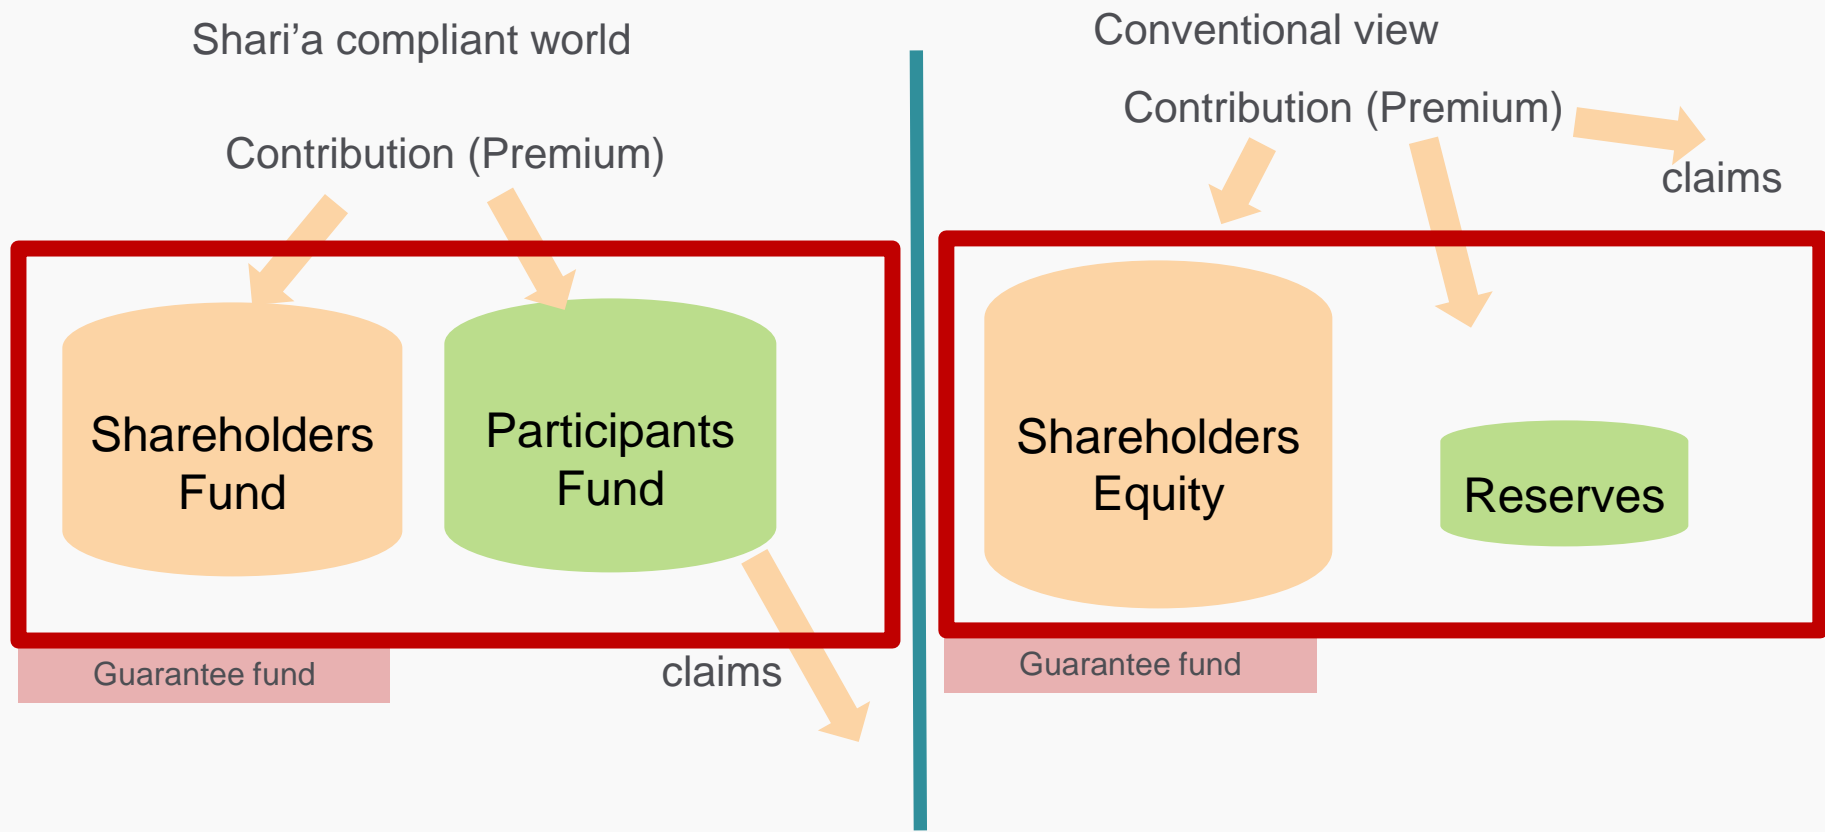 Shari’a compliant world
Contribution (Premium)
Shareholders
Fund
Participants
Fund
Guarantee fund
claims
Conventional view
Contribution (Premium)
claims
Shareholders
Equity
Reserves
Guarantee fund